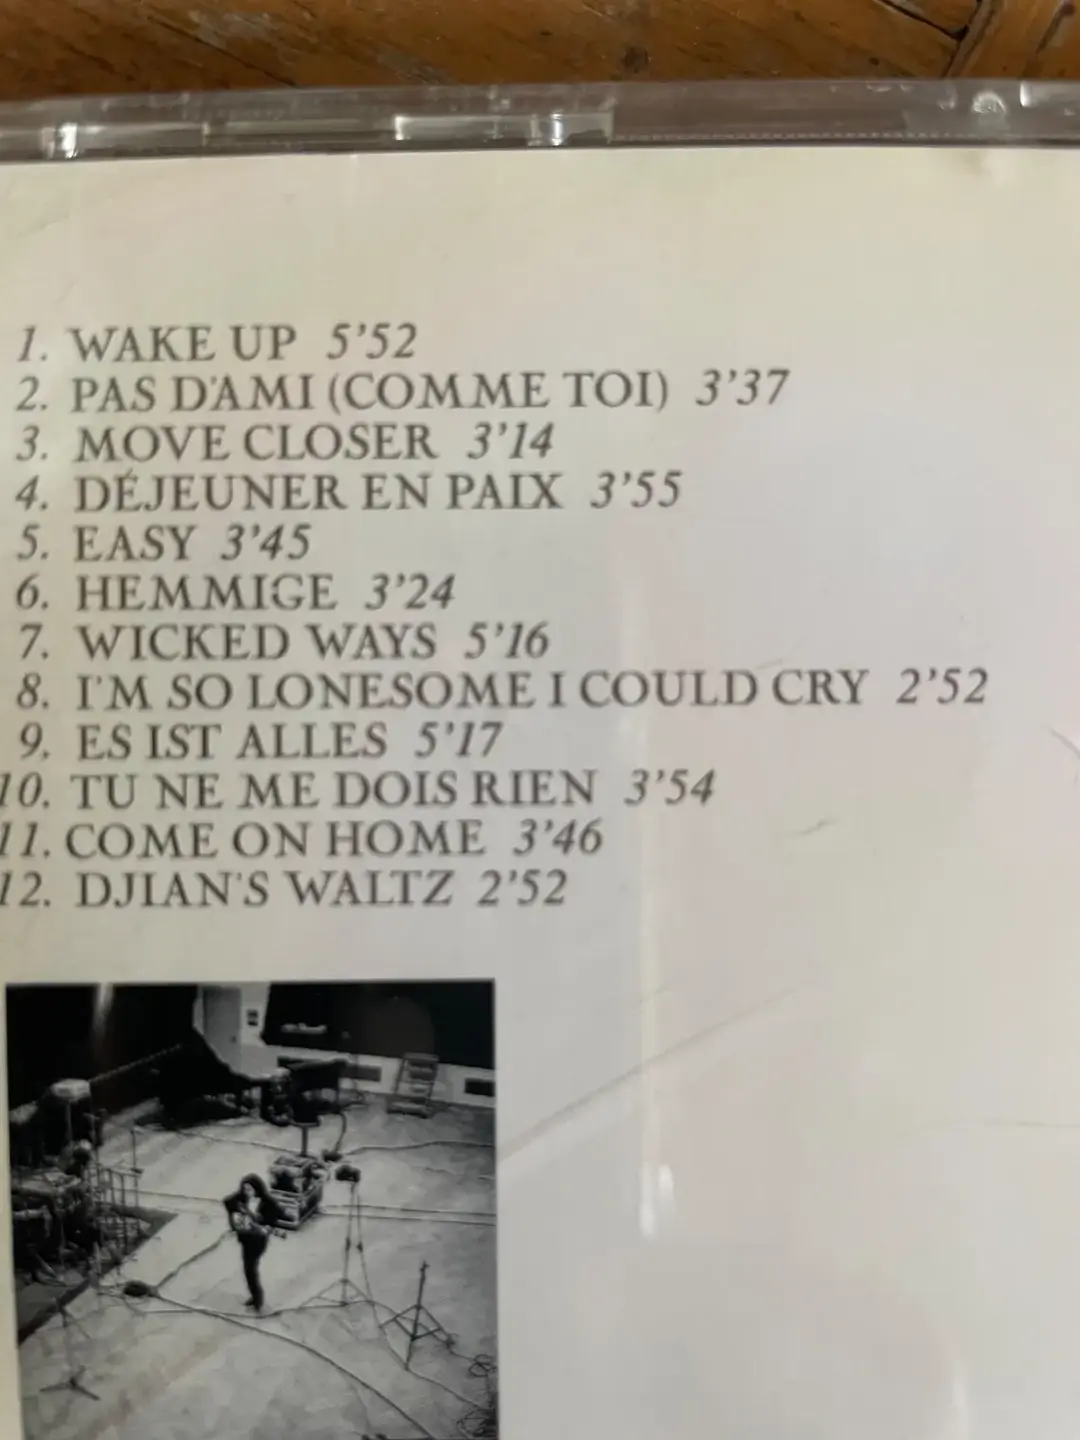 1. WAKE UP 5'52
2. PAS D'AMI (COMME TOI) 3'37
3. MOVE CLOSER 3'14
4. DÉJEUNER EN PAIX 3'55
5. EASY 3'45
6. HEMMIGE 3'24
7. WICKED WAYS 5'16
8. I'M SO LONESOME I COULD CRY 2'52
9. ES IST ALLES 5'17
10. TU NE ME DOIS RIEN 3'54
11. COME ON HOME 3'46
12. DJIAN'S WALTZ 2'52